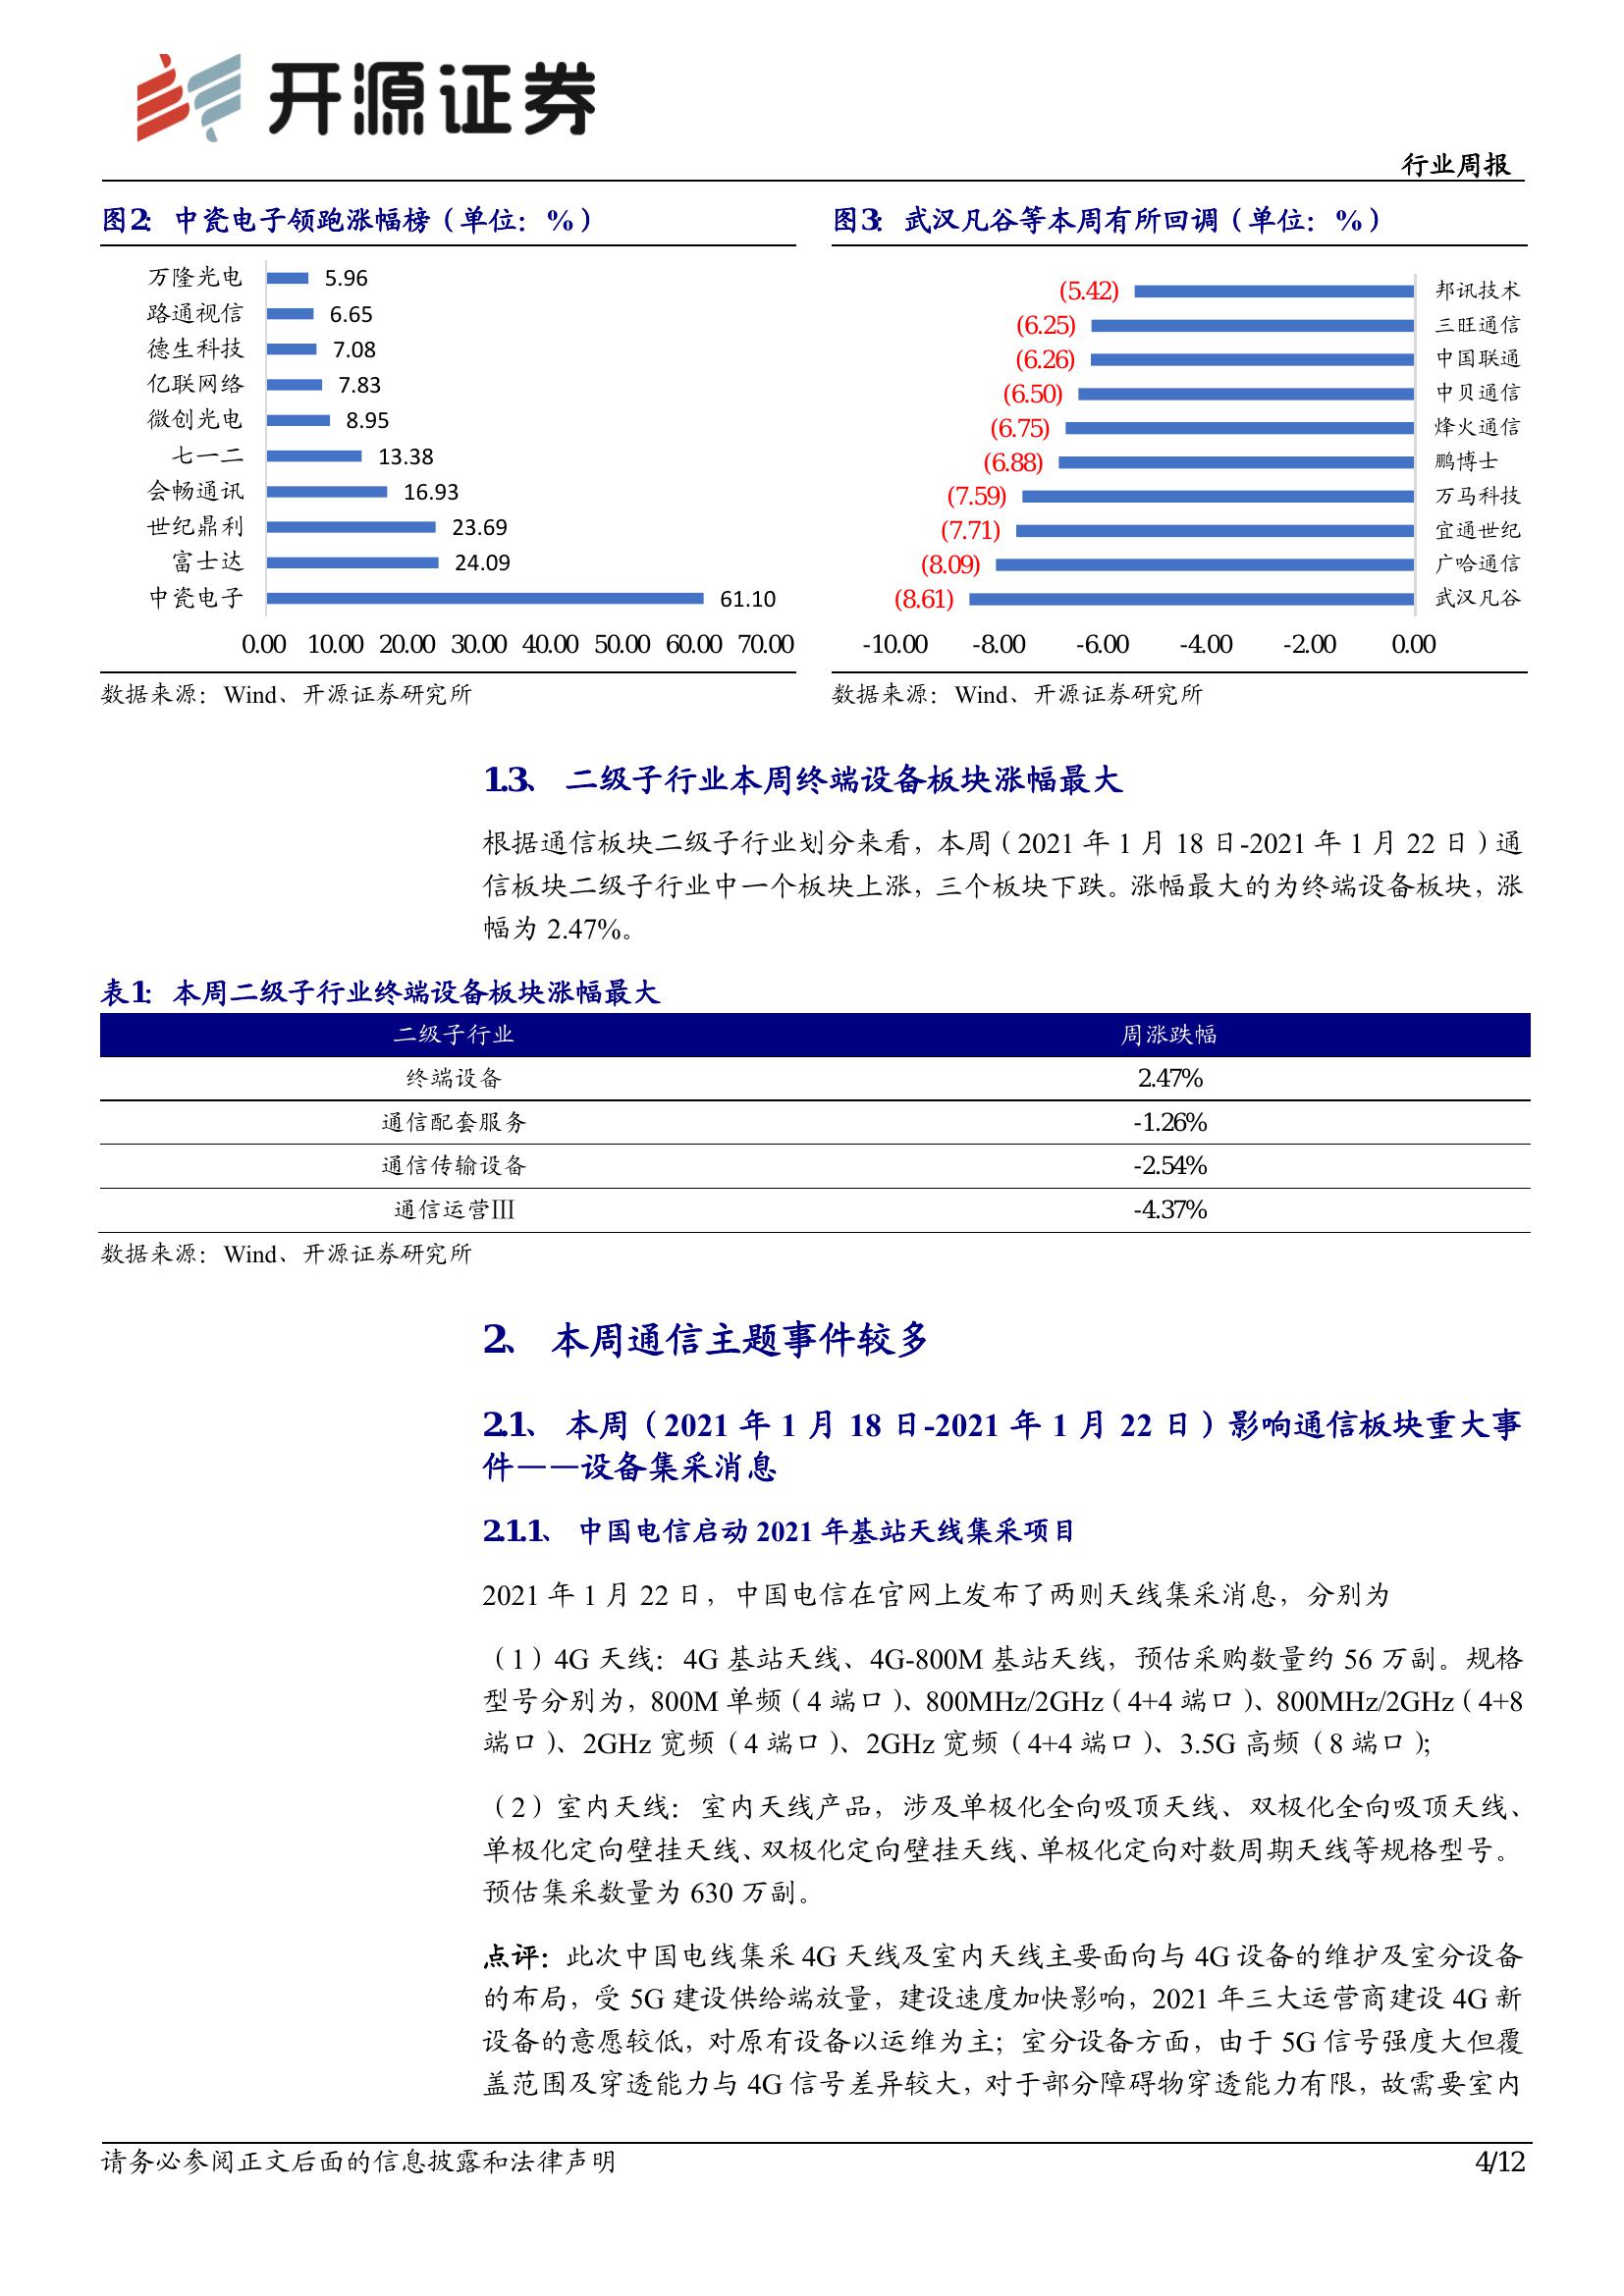 开源证券
行业周报
图2： 中瓷电子领跑涨幅榜（单位：%）
万隆光电 5.96
路通视信 6.65
德生科技 7.08
亿联网络 7.83
微创光电 8.95
七一二 13.38
会畅通讯 16.93
世纪鼎利 23.69
富士达 24.09
中瓷电子 61.10
0.00 10.00 20.00 30.00 40.00 50.00 60.00 70.00
数据来源：Wind、开源证券研究所
图3： 武汉凡谷等本周有所回调（单位：%）
(5.42) 邦讯技术
(6.25) 三旺通信
(6.26) 中国联通
(6.50) 中贝通信
(6.75) 烽火通信
(6.88) 鹏博士
(7.59) 万马科技
(7.71) 宜通世纪
(8.09) 广哈通信
(8.61) 武汉凡谷
-10.00 -8.00 -6.00 -4.00 -2.00 0.00
数据来源：Wind、开源证券研究所
1.3、 二级子行业本周终端设备板块涨幅最大
根据通信板块二级子行业划分来看，本周（2021 年 1 月 18 日-2021 年 1 月 22 日）通
信板块二级子行业中一个板块上涨，三个板块下跌。涨幅最大的为终端设备板块，涨
幅为 2.47%。
表1： 本周二级子行业终端设备板块涨幅最大
二级子行业 周涨跌幅
终端设备 2.47%
通信配套服务 -1.26%
通信传输设备 -2.54%
通信运营Ⅲ -4.37%
数据来源：Wind、开源证券研究所
2、 本周通信主题事件较多
2.1、 本周（2021 年 1 月 18 日-2021 年 1 月 22 日）影响通信板块重大事
件——设备集采消息
2.1.1、 中国电信启动 2021 年基站天线集采项目
2021 年 1 月 22 日，中国电信在官网上发布了两则天线集采消息，分别为
（1）4G 天线：4G 基站天线、4G-800M 基站天线，预估采购数量约 56 万副。规格
型号分别为，800M 单频（4 端口）、800MHz/2GHz（4+4 端口）、800MHz/2GHz（4+8
端口）、2GHz 宽频（4 端口）、2GHz 宽频（4+4 端口）、3.5G 高频（8 端口）；
（2）室内天线：室内天线产品，涉及单极化全向吸顶天线、双极化全向吸顶天线、
单极化定向壁挂天线、双极化定向壁挂天线、单极化定向对数周期天线等规格型号。
预估集采数量为 630 万副。
点评：此次中国电线集采 4G 天线及室内天线主要面向与 4G 设备的维护及室分设备
的布局，受 5G 建设供给端放量，建设速度加快影响，2021 年三大运营商建设 4G 新
设备的意愿较低，对原有设备以运维为主；室分设备方面，由于 5G 信号强度大但覆
盖范围及穿透能力与 4G 信号差异较大，对于部分障碍物穿透能力有限，故需要室内
请务必参阅正文后面的信息披露和法律声明 4/12